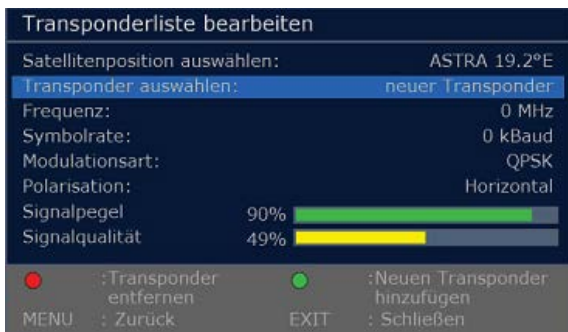 Transponderliste bearbeiten
Satellitenposition auswählen: ASTRA 19.2°E
Transponder auswählen: neuer Transponder
Frequenz: 0 MHz
Symbolrate: 0 kBaud
Modulationsart: QPSK
Polarisation: Horizontal
Signalpegel 90%
Signalqualität 49%
:Transponder entfernen
:Neuen Transponder hinzufügen
MENU : Zurück EXIT : Schließen